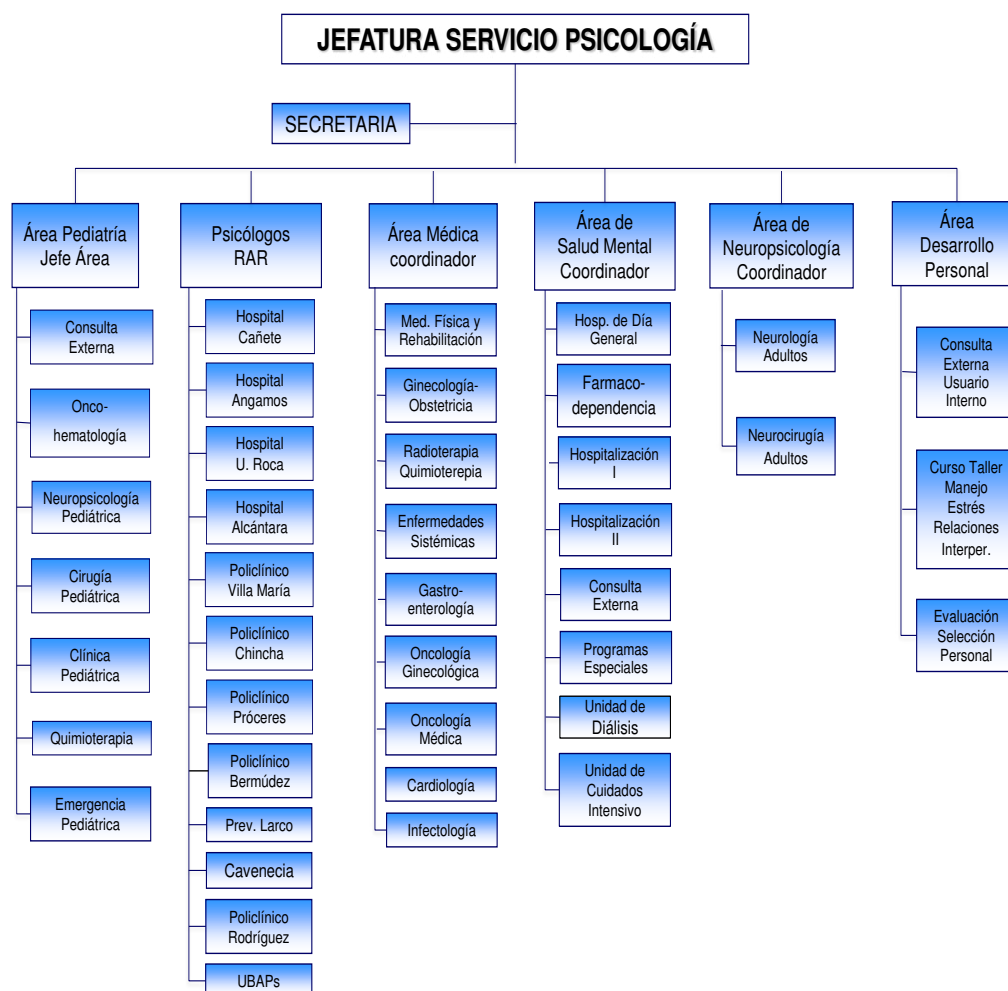 JEFATURA SERVICIO PSICOLOGÍA
SECRETARIA
Área Pediatría
Jefe Área
Consulta
Externa
Onco-
hematología
Neuropsicología
Pediátrica
Cirugía
Pediátrica
Clínica
Pediátrica
Quimioterapia
Emergencia
Pediátrica
Psicólogos
RAR
Hospital
Cañete
Hospital
Angamos
Hospital
U. Roca
Hospital
Alcántara
Policlínico
Villa María
Policlínico
Chincha
Policlínico
Próceres
Policlínico
Bermúdez
Prev. Larco
Cavenecia
Policlínico
Rodríguez
UBAPs
Área Médica
coordinador
Med. Física y
Rehabilitación
Ginecología-
Obstetricia
Radioterapia
Quimioterepia
Enfermedades
Sistémicas
Gastro-
enterología
Oncología
Ginecológica
Oncología
Médica
Cardiología
Infectología
Área de
Salud Mental
Coordinador
Hosp. de Día
General
Farmaco-
dependencia
Hospitalización
I
Hospitalización
II
Consulta
Externa
Programas
Especiales
Unidad de
Diálisis
Unidad de
Cuidados
Intensivo
Área de
Neuropsicología
Coordinador
Neurología
Adultos
Neurocirugía
Adultos
Área
Desarrollo
Personal
Consulta
Externa
Usuario
Interno
Curso Taller
Manejo
Estrés
Relaciones
Interper.
Evaluación
Selección
Personal